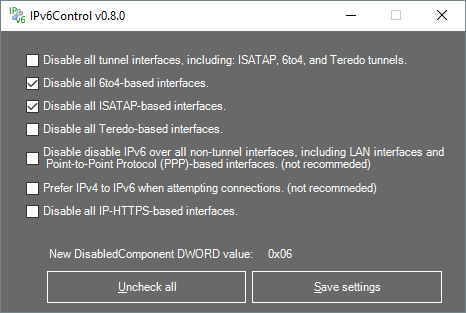 IPv6Control v0.8.0
Disable all tunnel interfaces, including: ISATAP, 6to4, and Teredo tunnels.
Disable all 6to4-based interfaces.
Disable all ISATAP-based interfaces.
Disable all Teredo-based interfaces.
Disable disable IPv6 over all non-tunnel interfaces, including LAN interfaces and
Point-to-Point Protocol (PPP)-based interfaces. (not recommeded)
Prefer IPv4 to IPv6 when attempting connections. (not recommeded)
Disable all IP-HTTPS-based interfaces.
New DisabledComponent DWORD value: 0x06
Uncheck all Save settings